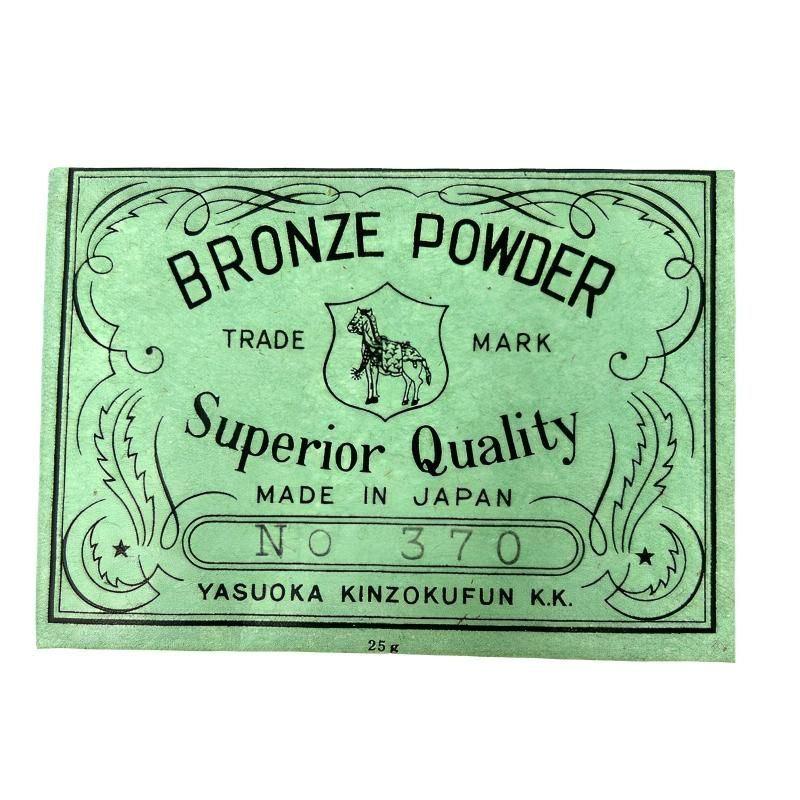 BRONZE POWDER
TRADE MARK
Superior Quality
MADE IN JAPAN
No 370
YASUOKA KINZOKUFUN K.K.
25g